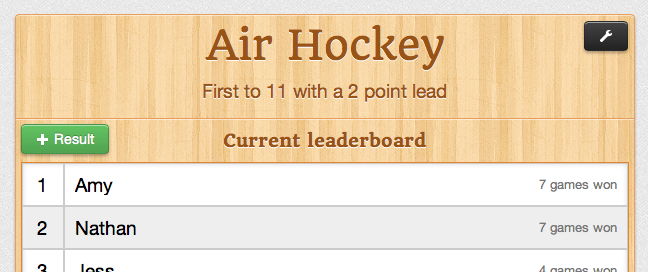 Air Hockey
First to 11 with a 2 point lead
+ Result
Current leaderboard
1 Amy 7 games won
2 Nathan 7 games won
3 Jess 4 games won